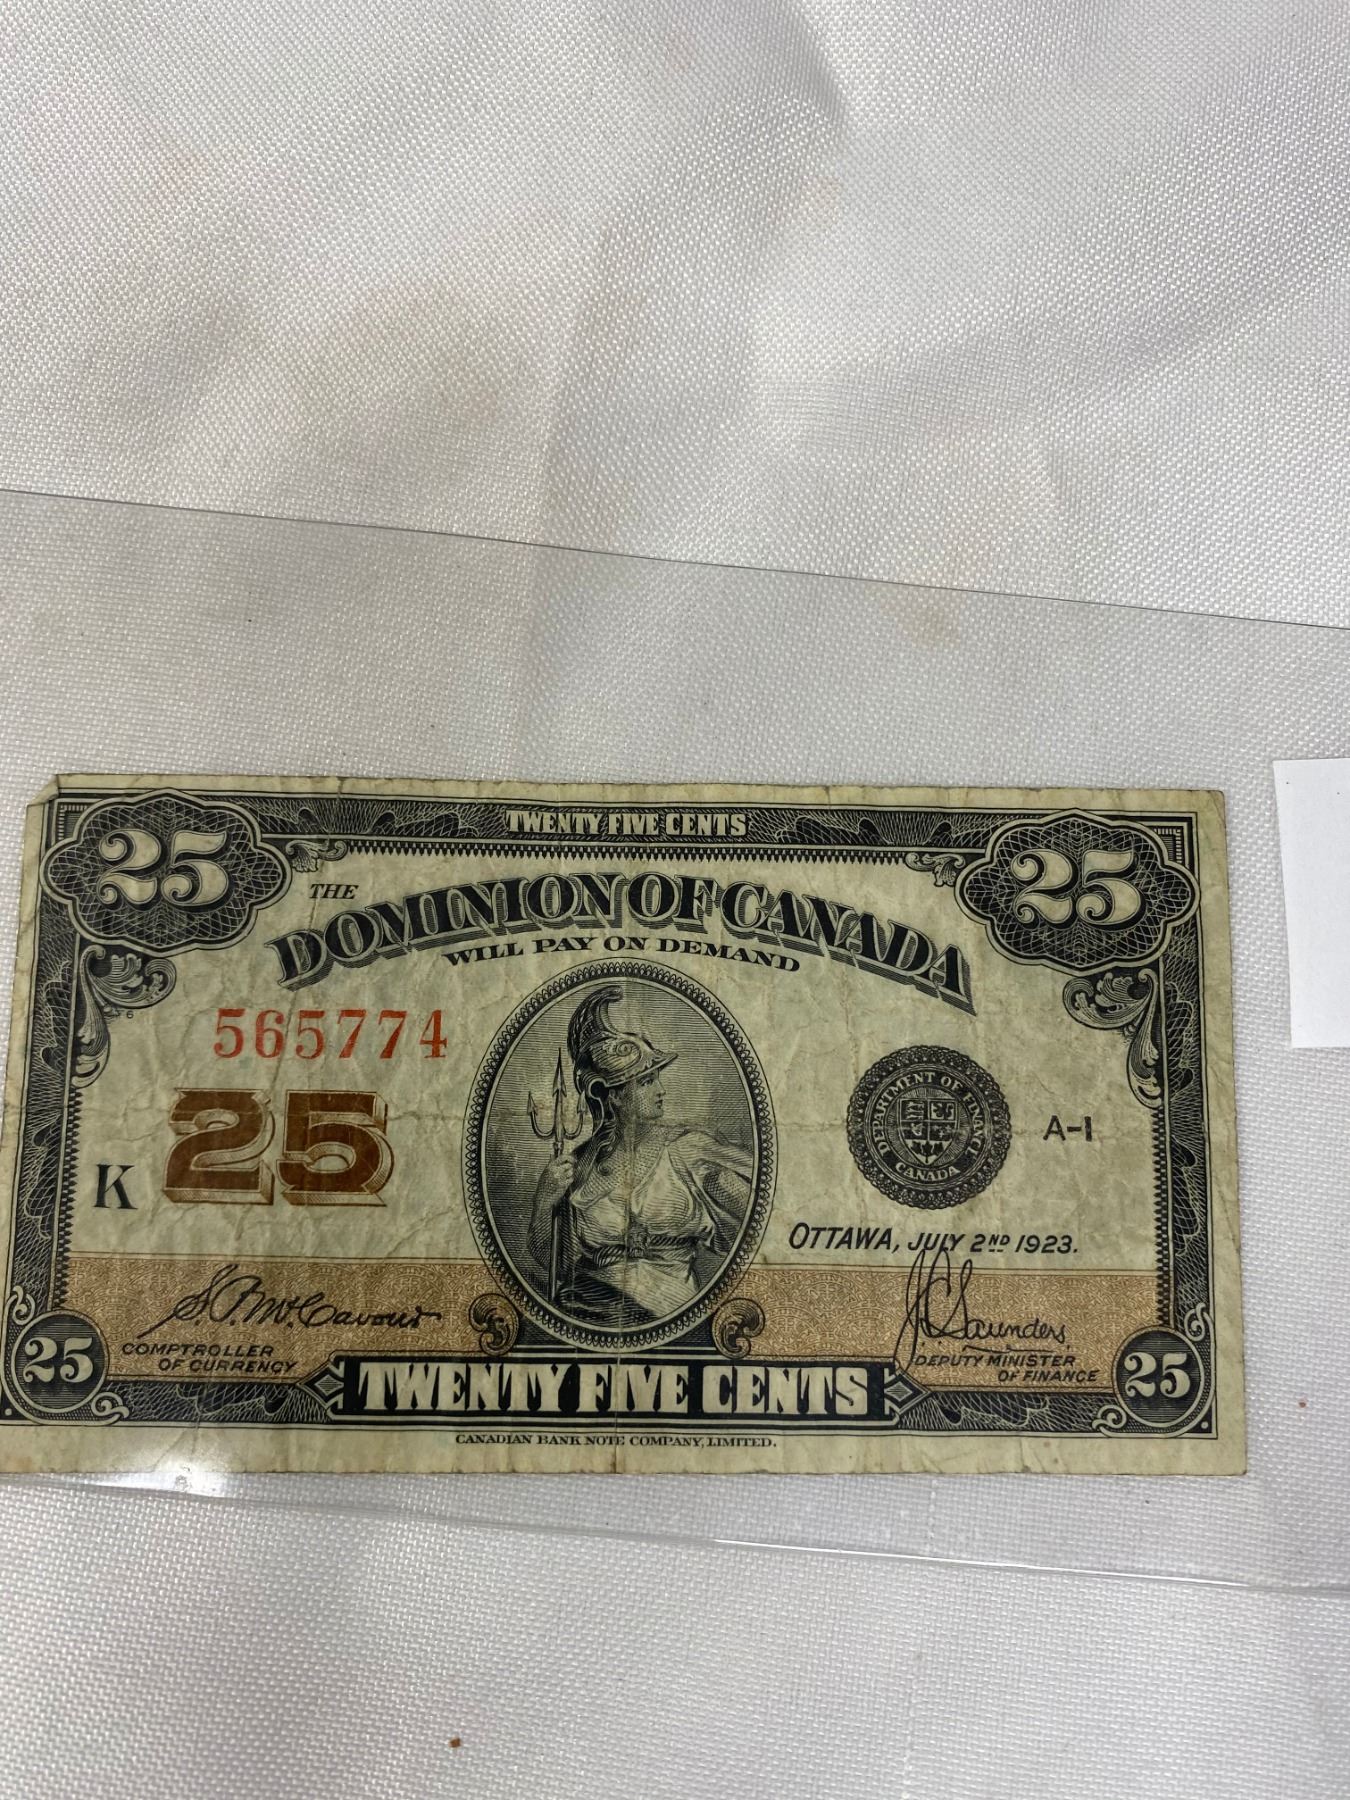 TWENTY FIVE CENTS
25 25
THE
DOMINION OF CANADA
WILL PAY ON DEMAND
565774
25
K
DEPARTMENT OF FINANCE
CANADA
A-1
OTTAWA, JULY 2ND 1923.
COMPTROLLER
OF CURRENCY
J C Saunders
DEPUTY MINISTER
OF FINANCE
25 25
TWENTY FIVE CENTS
CANADIAN BANK NOTE COMPANY, LIMITED.